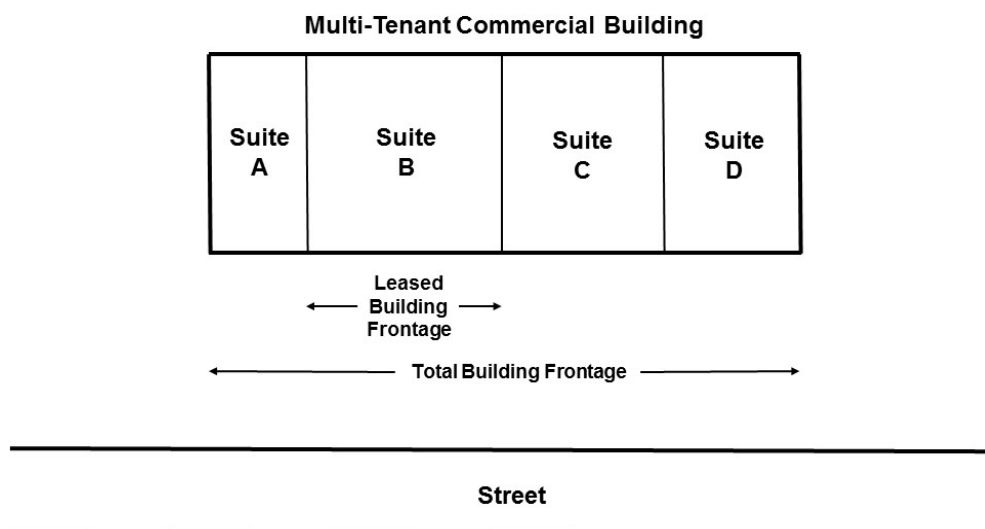 Multi-Tenant Commercial Building
Suite
A
Suite
B
Suite
C
Suite
D
Leased
Building
Frontage
Total Building Frontage
Street